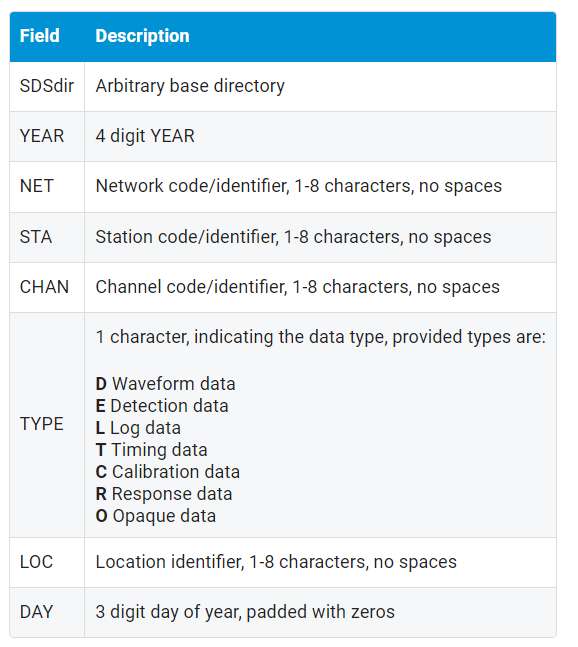 Field Description
SDSdir Arbitrary base directory
YEAR 4 digit YEAR
NET Network code/identifier, 1-8 characters, no spaces
STA Station code/identifier, 1-8 characters, no spaces
CHAN Channel code/identifier, 1-8 characters, no spaces
TYPE
1 character, indicating the data type, provided types are:
D Waveform data
E Detection data
L Log data
T Timing data
C Calibration data
R Response data
O Opaque data
LOC Location identifier, 1-8 characters, no spaces
DAY 3 digit day of year, padded with zeros